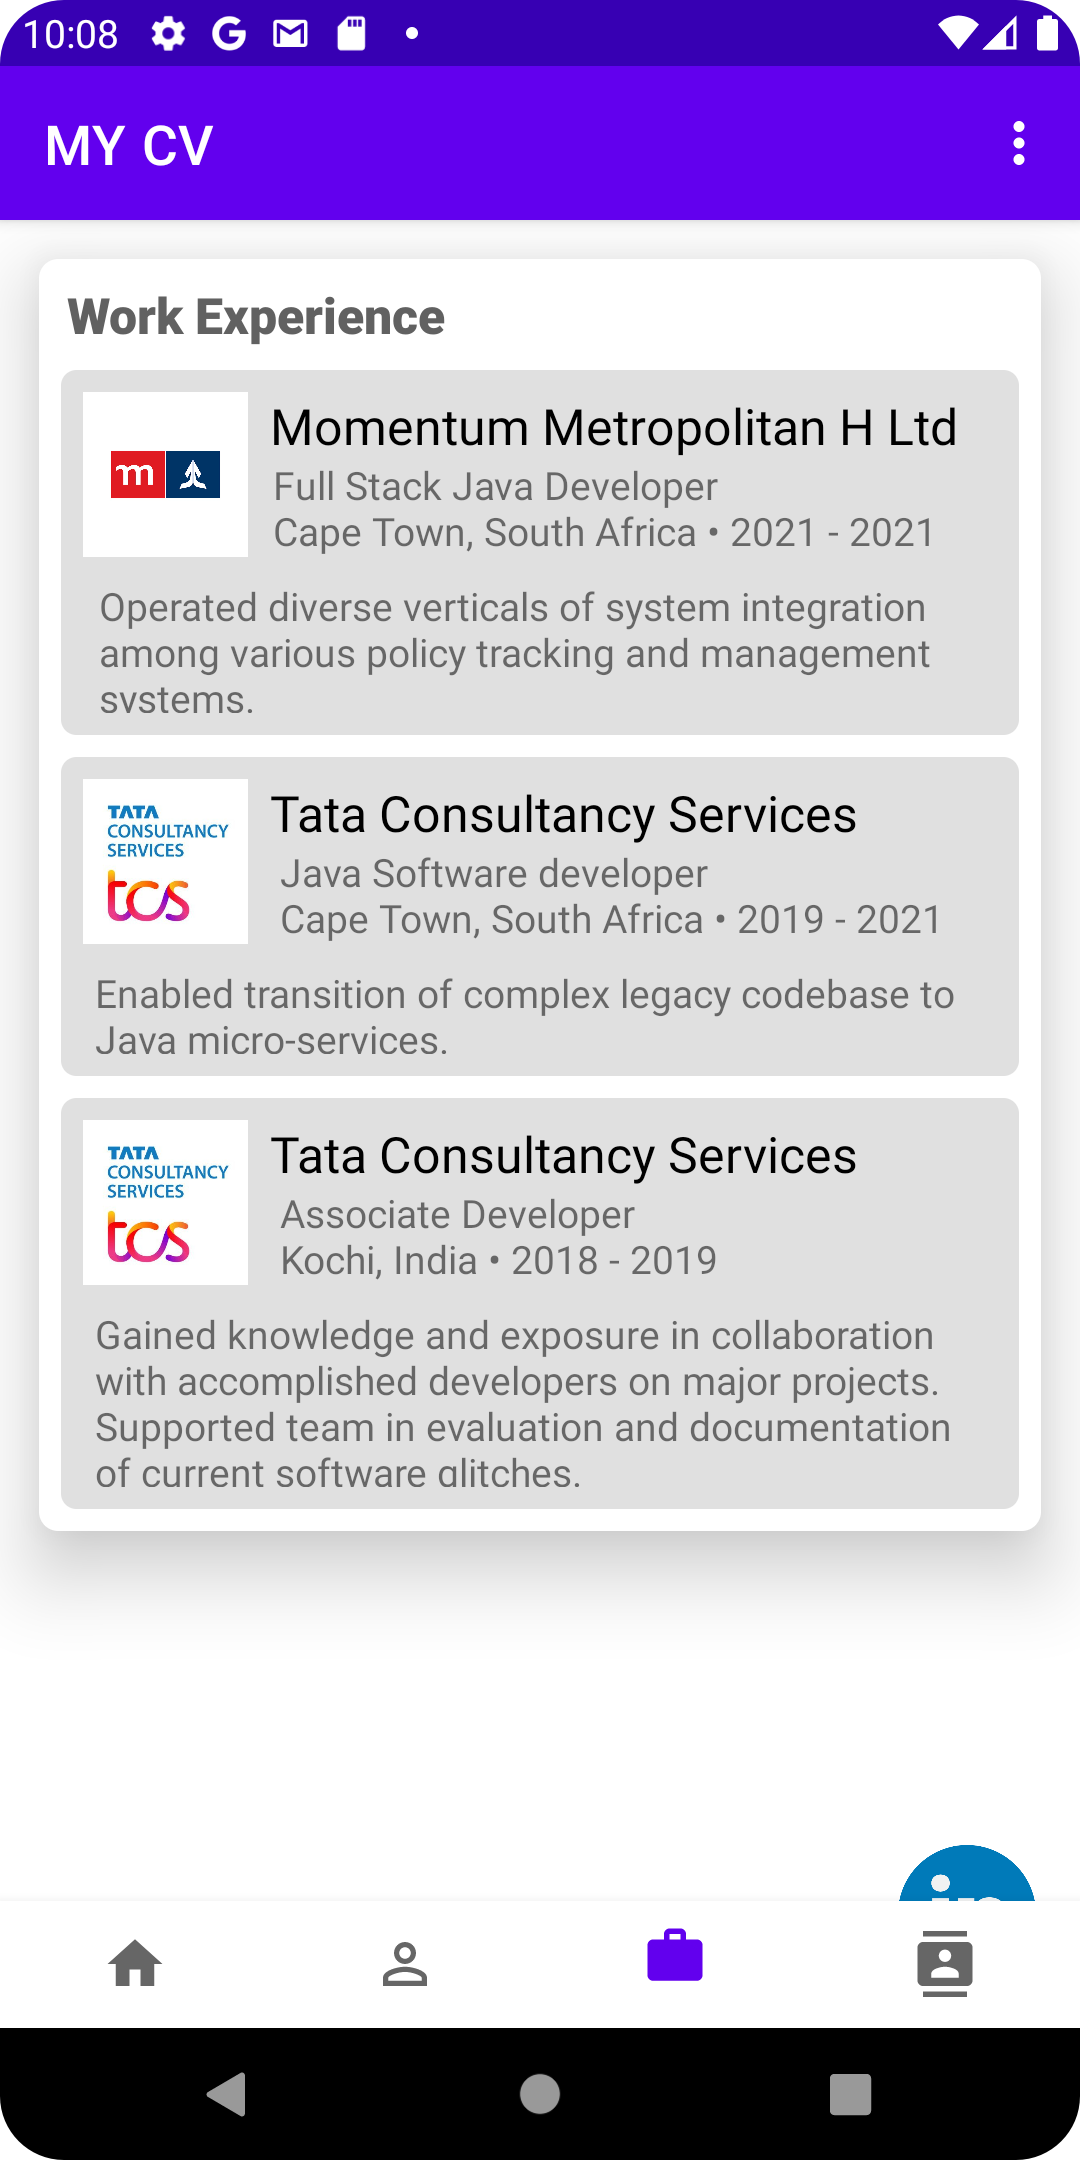 10:08
MY CV
Work Experience
m
Momentum Metropolitan H Ltd
Full Stack Java Developer
Cape Town, South Africa • 2021 - 2021
Operated diverse verticals of system integration
among various policy tracking and management
systems.
TATA
CONSULTANCY
SERVICES
tcs
Tata Consultancy Services
Java Software developer
Cape Town, South Africa • 2019 - 2021
Enabled transition of complex legacy codebase to
Java micro-services.
TATA
CONSULTANCY
SERVICES
tcs
Tata Consultancy Services
Associate Developer
Kochi, India • 2018 - 2019
Gained knowledge and exposure in collaboration
with accomplished developers on major projects.
Supported team in evaluation and documentation
of current software glitches.
in